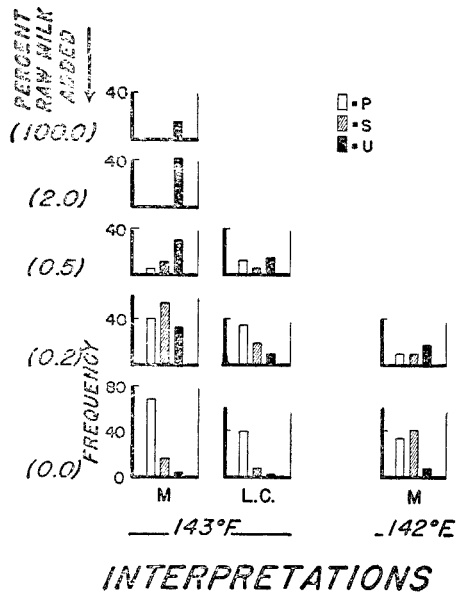 PERCENT
RAW MILK
ADDED
40
(100.0)
40
(2.0)
40
(0.5)
40
(0.2)
80
40
0
(0.0)
FREQUENCY
▪P
▪S
▪U
M
L.C.
M
143°F
142°F
INTERPRETATIONS